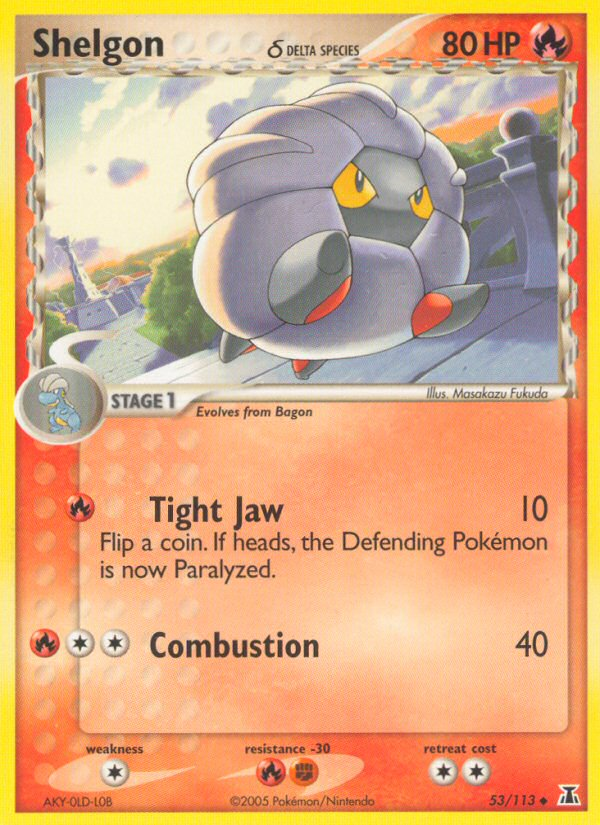 Shelgon δ DELTA SPECIES 80 HP
Illus. Masakazu Fukuda
STAGE 1
Evolves from Bagon
Tight Jaw 10
Flip a coin. If heads, the Defending Pokémon
is now Paralyzed.
Combustion 40
weakness resistance -30 retreat cost
AKY-0LD-L0B ©2005 Pokémon/Nintendo 53/113